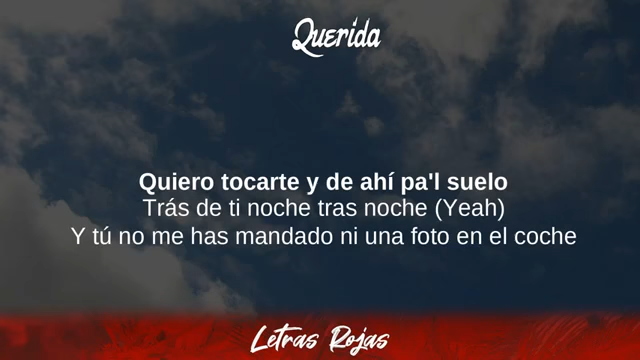 Querida
Quiero tocarte y de ahí pa'l suelo
Trás de ti noche tras noche (Yeah)
Y tú no me has mandado ni una foto en el coche
Letras Rojas